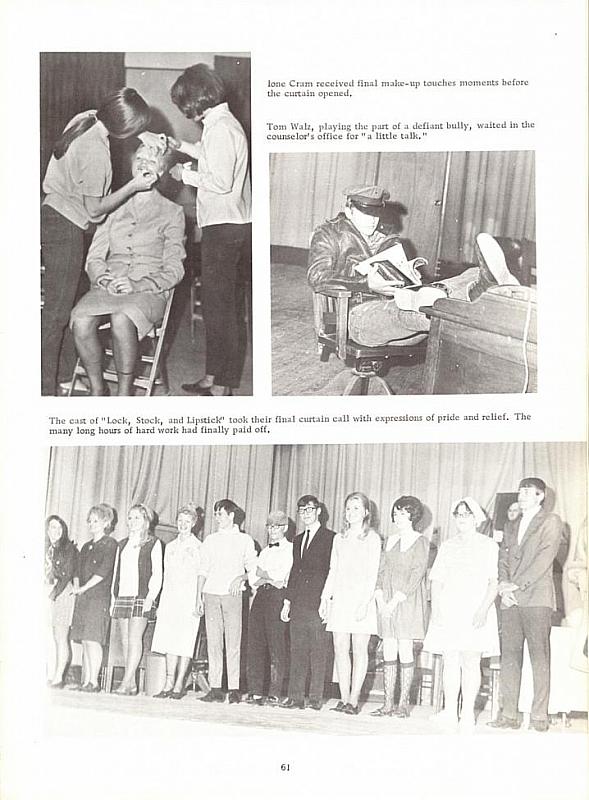 Ione Cram received final make-up touches moments before
the curtain opened.
Tom Walz, playing the part of a defiant bully, waited in the
counselor's office for "a little talk."
The cast of "Lock, Stock, and Lipstick" took their final curtain call with expressions of pride and relief. The
many long hours of hard work had finally paid off.
61